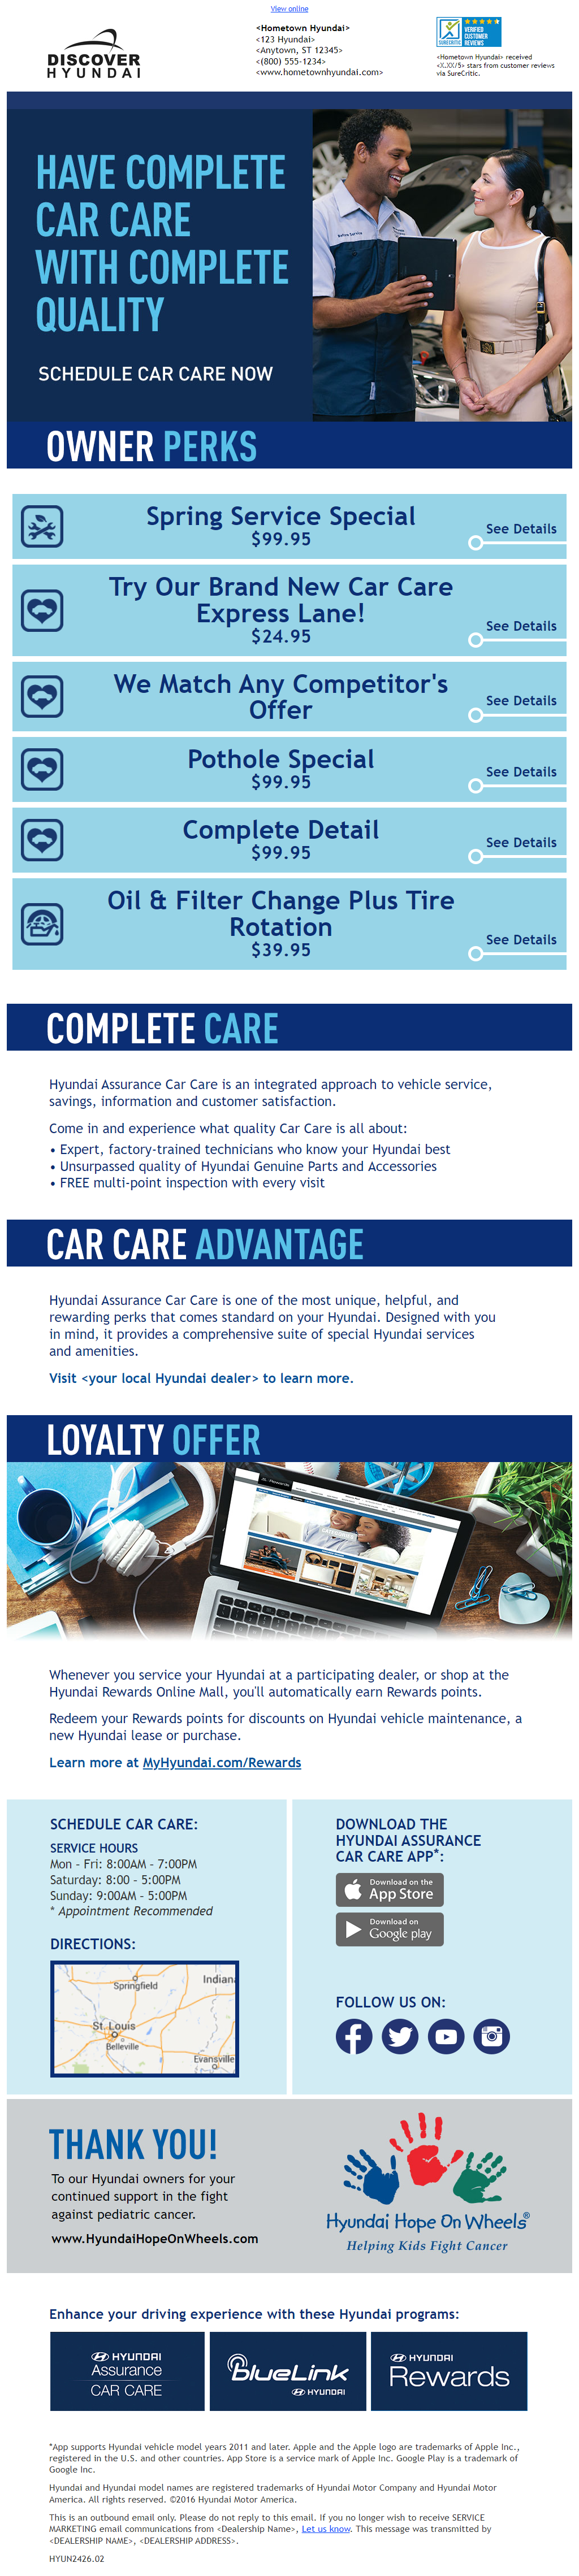 View online
DISCOVER
HYUNDAI
<Hometown Hyundai>
<123 Hyundai>
<Anytown, ST 12345>
<(800) 555-1234>
<www.hometownhyundai.com>
SURECRITIC
VERIFIED
CUSTOMER
REVIEWS
<Hometown Hyundai> received
<X.XX/5> stars from customer reviews
via SureCritic.
HAVE COMPLETE
CAR CARE
WITH COMPLETE
QUALITY
SCHEDULE CAR CARE NOW
OWNER PERKS
Spring Service Special
$99.95
See Details
Try Our Brand New Car Care
Express Lane!
$24.95
See Details
We Match Any Competitor's
Offer
See Details
Pothole Special
$99.95
See Details
Complete Detail
$99.95
See Details
Oil & Filter Change Plus Tire
Rotation
$39.95
See Details
COMPLETE CARE
Hyundai Assurance Car Care is an integrated approach to vehicle service,
savings, information and customer satisfaction.
Come in and experience what quality Car Care is all about:
• Expert, factory-trained technicians who know your Hyundai best
• Unsurpassed quality of Hyundai Genuine Parts and Accessories
• FREE multi-point inspection with every visit
CAR CARE ADVANTAGE
Hyundai Assurance Car Care is one of the most unique, helpful, and
rewarding perks that comes standard on your Hyundai. Designed with you
in mind, it provides a comprehensive suite of special Hyundai services
and amenities.
Visit <your local Hyundai dealer> to learn more.
LOYALTY OFFER
Whenever you service your Hyundai at a participating dealer, or shop at the
Hyundai Rewards Online Mall, you'll automatically earn Rewards points.
Redeem your Rewards points for discounts on Hyundai vehicle maintenance, a
new Hyundai lease or purchase.
Learn more at MyHyundai.com/Rewards
SCHEDULE CAR CARE:
SERVICE HOURS
Mon - Fri: 8:00AM - 7:00PM
Saturday: 8:00 - 5:00PM
Sunday: 9:00AM - 5:00PM
* Appointment Recommended
DIRECTIONS:
Springfield
Indiana
St. Louis
Belleville
Evansville
DOWNLOAD THE
HYUNDAI ASSURANCE
CAR CARE APP*:
Download on the
App Store
Download on
Google play
FOLLOW US ON:
THANK YOU!
To our Hyundai owners for your
continued support in the fight
against pediatric cancer.
www.HyundaiHopeOnWheels.com
Hyundai Hope On Wheels®
Helping Kids Fight Cancer
Enhance your driving experience with these Hyundai programs:
HYUNDAI
Assurance
CAR CARE
blueLink
HYUNDAI
HYUNDAI
Rewards
*App supports Hyundai vehicle model years 2011 and later. Apple and the Apple logo are trademarks of Apple Inc.,
registered in the U.S. and other countries. App Store is a service mark of Apple Inc. Google Play is a trademark of
Google Inc.
Hyundai and Hyundai model names are registered trademarks of Hyundai Motor Company and Hyundai Motor
America. All rights reserved. ©2016 Hyundai Motor America.
This is an outbound email only. Please do not reply to this email. If you no longer wish to receive SERVICE
MARKETING email communications from <Dealership Name>, Let us know. This message was transmitted by
<DEALERSHIP NAME>, <DEALERSHIP ADDRESS>.
HYUN2426.02